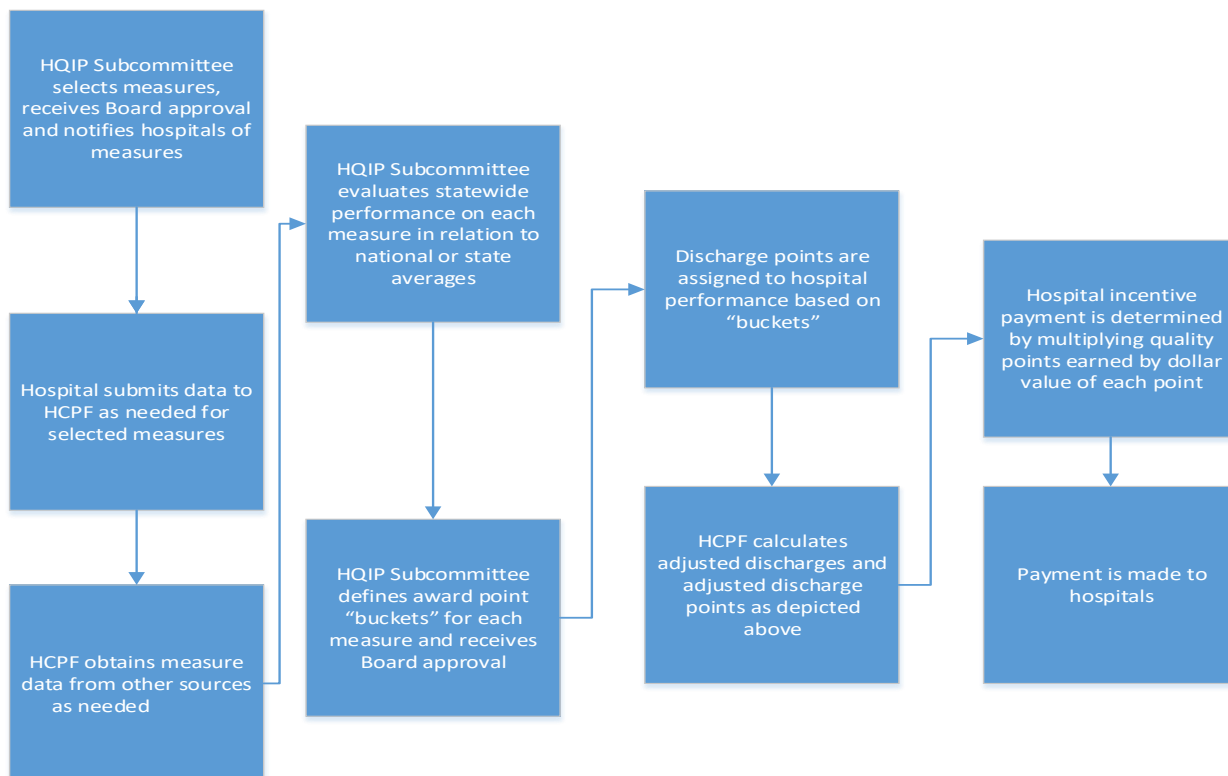 HQIP Subcommittee
selects measures,
receives Board approval
and notifies hospitals of
measures
Hospital submits data to
HCPF as needed for
selected measures
HCPF obtains measure
data from other sources
as needed
HQIP Subcommittee
evaluates statewide
performance on each
measure in relation to
national or state
averages
HQIP Subcommittee
defines award point
“buckets” for each
measure and receives
Board approval
Discharge points are
assigned to hospital
performance based on
“buckets”
HCPF calculates
adjusted discharges and
adjusted discharge
points as depicted
above
Hospital incentive
payment is determined
by multiplying quality
points earned by dollar
value of each point
Payment is made to
hospitals